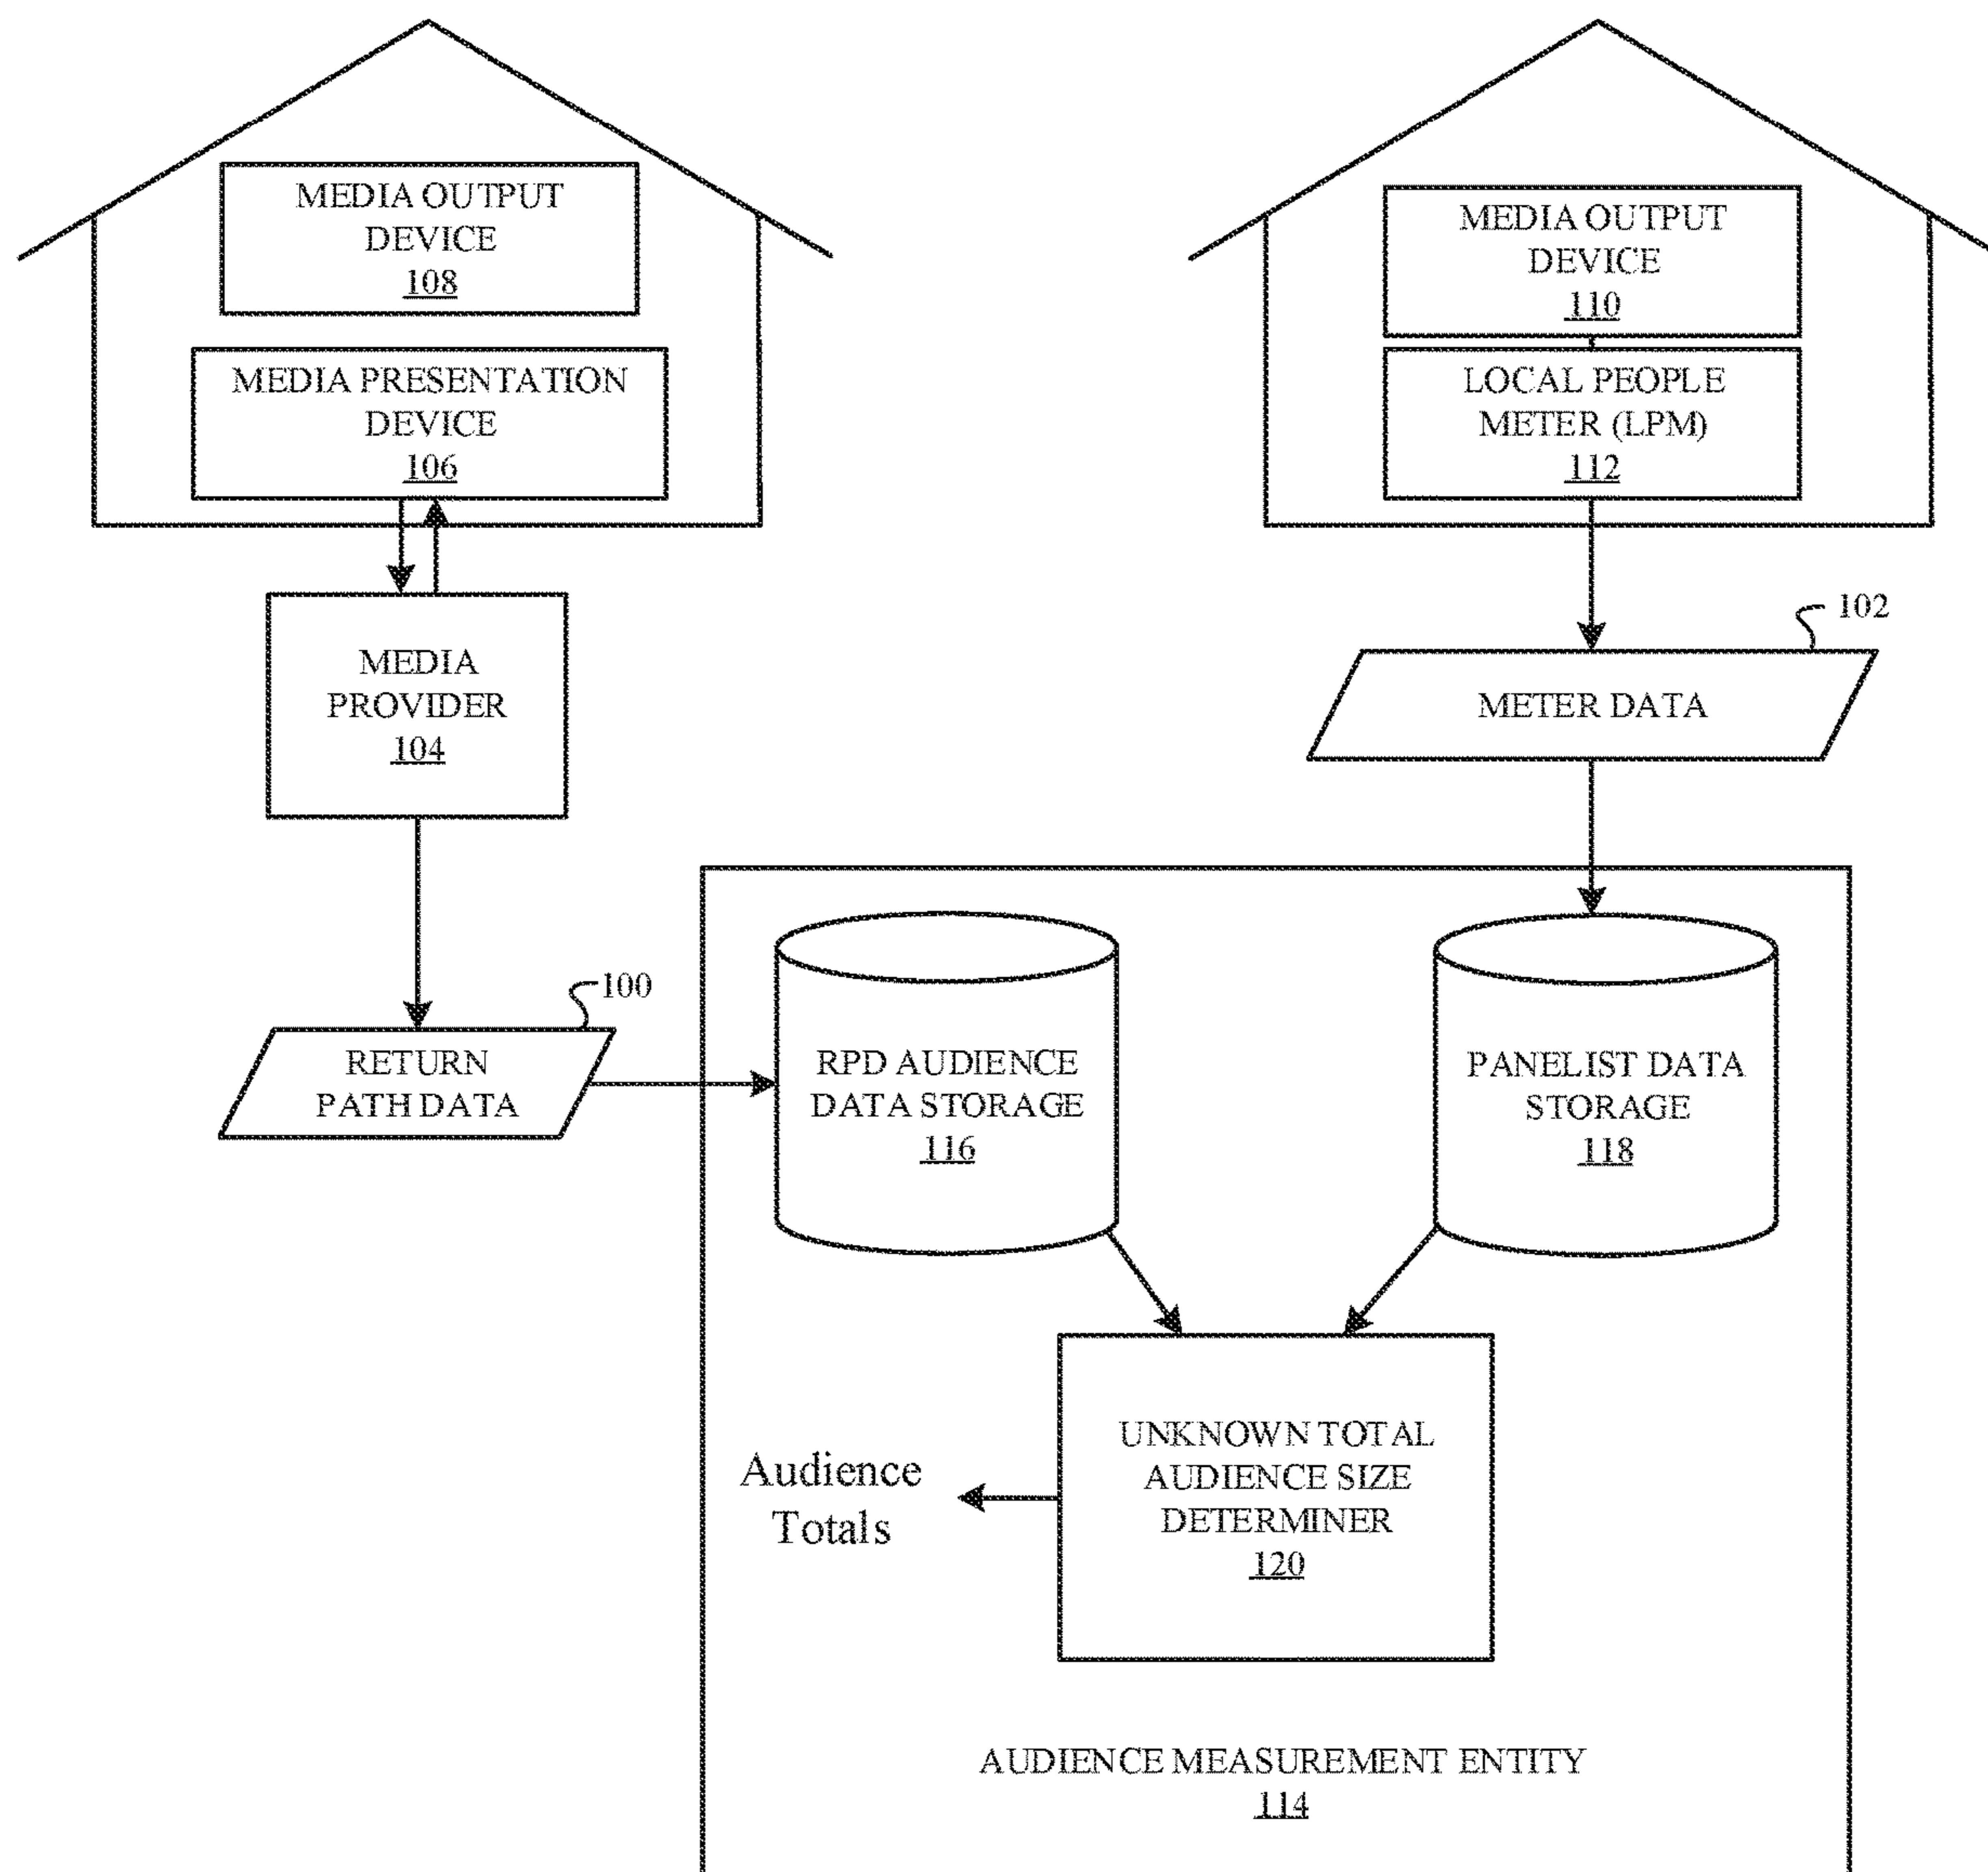 MEDIA OUTPUT
DEVICE
108
MEDIA PRESENTATION
DEVICE
106
MEDIA OUTPUT
DEVICE
110
LOCAL PEOPLE
METER (LPM)
112
MEDIA
PROVIDER
104
102
METER DATA
100
RETURN
PATH DATA
RPD AUDIENCE
DATA STORAGE
116
PANELIST DATA
STORAGE
118
UNKNOWN TOTAL
AUDIENCE SIZE
DETERMINER
120
Audience
Totals
AUDIENCE MEASUREMENT ENTITY
114